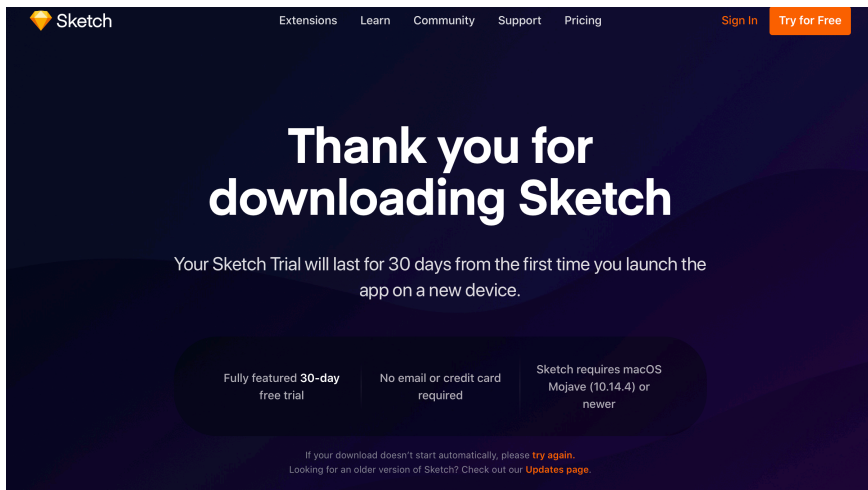 Sketch
Extensions Learn Community Support Pricing
Sign In Try for Free
Thank you for
downloading Sketch
Your Sketch Trial will last for 30 days from the first time you launch the
app on a new device.
Fully featured 30-day
free trial
No email or credit card
required
Sketch requires macOS
Mojave (10.14.4) or
newer
If your download doesn't start automatically, please try again.
Looking for an older version of Sketch? Check out our Updates page.